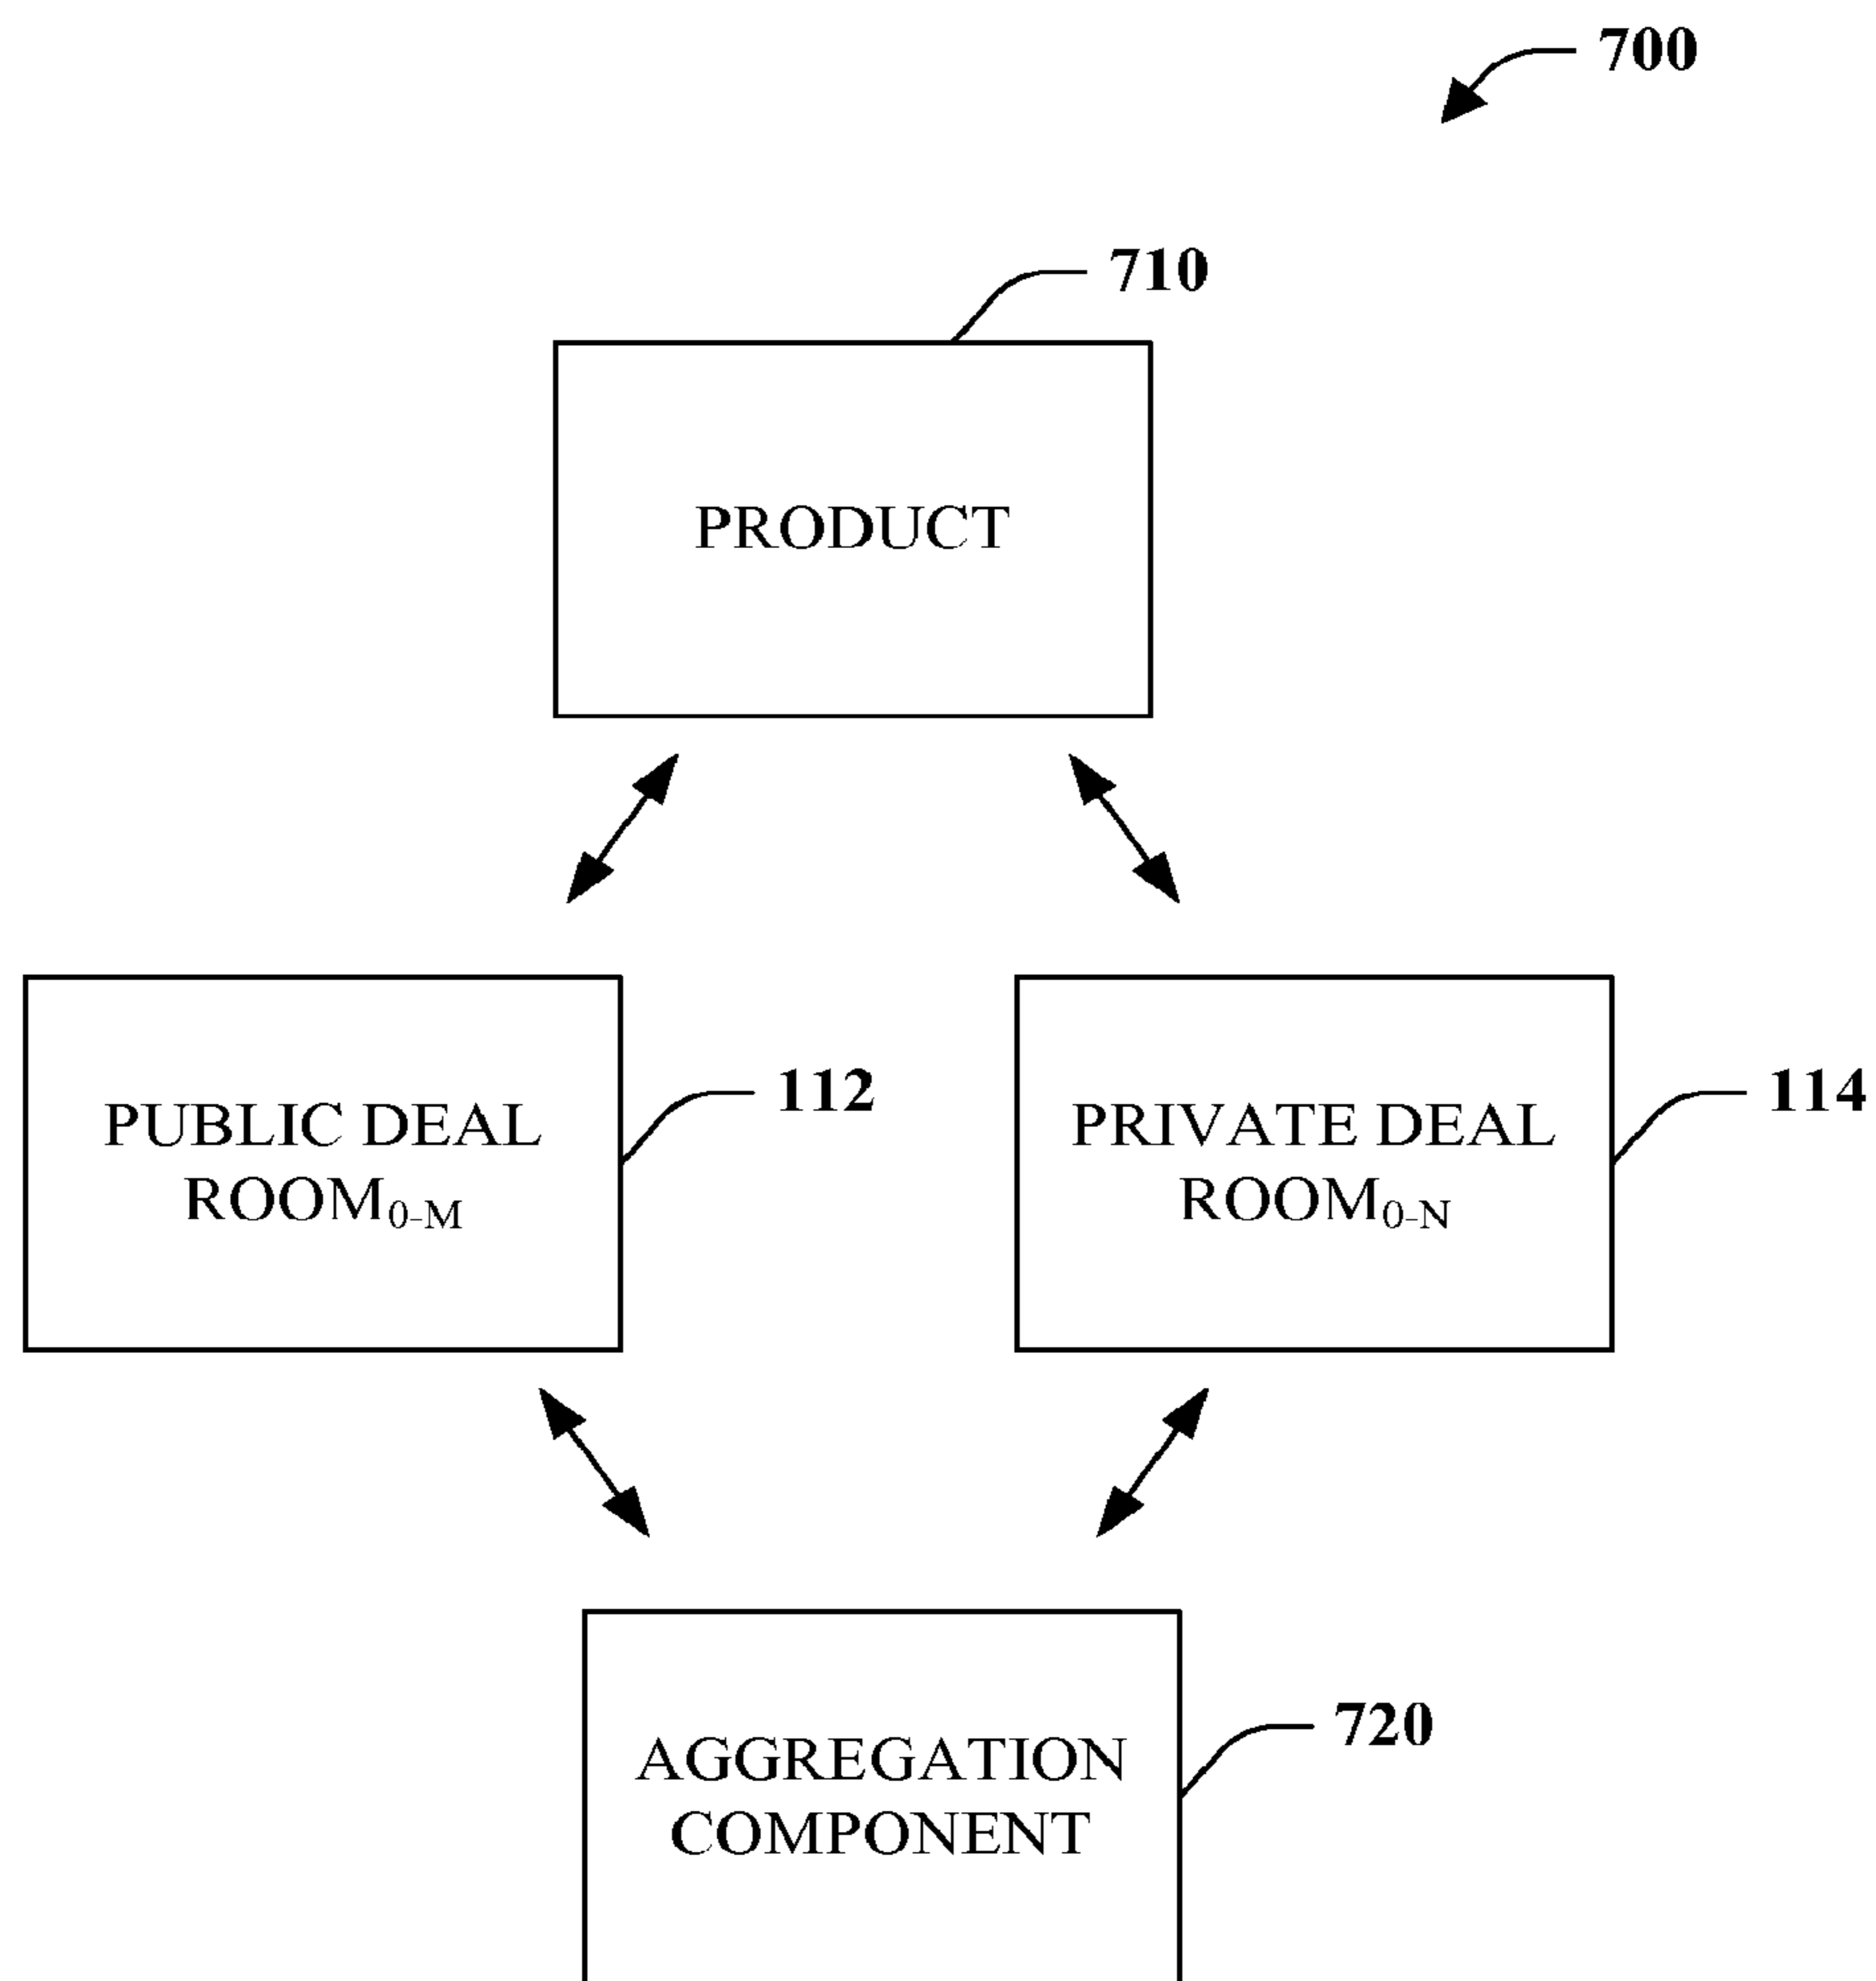 700
710
PRODUCT
PUBLIC DEAL
ROOM0-M
112
PRIVATE DEAL
ROOM0-N
114
AGGREGATION
COMPONENT
720